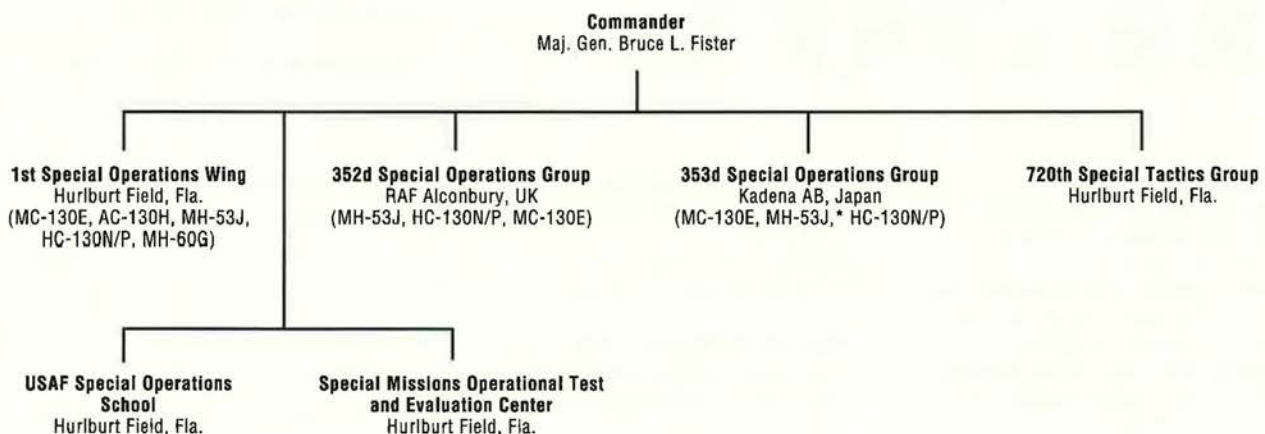 Commander
Maj. Gen. Bruce L. Fister
1st Special Operations Wing
Hurlburt Field, Fla.
(MC-130E, AC-130H, MH-53J,
HC-130N/P, MH-60G)
352d Special Operations Group
RAF Alconbury, UK
(MH-53J, HC-130N/P, MC-130E)
353d Special Operations Group
Kadena AB, Japan
(MC-130E, MH-53J,* HC-130N/P)
720th Special Tactics Group
Hurlburt Field, Fla.
USAF Special Operations
School
Hurlburt Field, Fla.
Special Missions Operational Test
and Evaluation Center
Hurlburt Field, Fla.